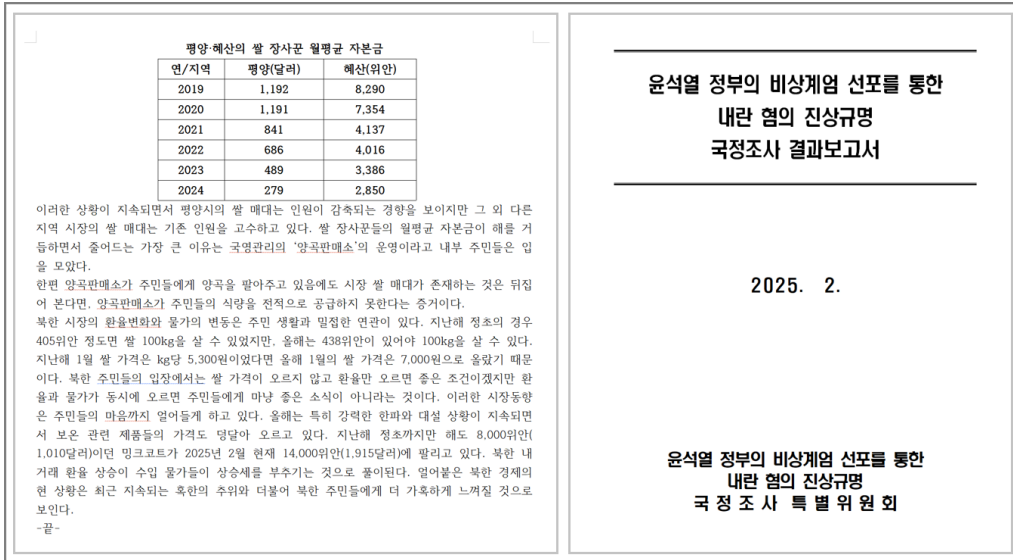 평양·혜산의 쌀 장사꾼 월평균 자본금
연/지역 평양(달러) 혜산(위안)
2019 1,192 8,290
2020 1,191 7,354
2021 841 4,137
2022 686 4,016
2023 489 3,386
2024 279 2,850
이러한 상황이 지속되면서 평양시의 쌀 매대는 인원이 감축되는 경향을 보이지만 그 외 다른
지역 시장의 쌀 매대는 기존 인원을 고수하고 있다. 쌀 장사꾼들의 월평균 자본금이 해를 거
듭하면서 줄어드는 가장 큰 이유는 국영관리의 '양곡판매소'의 운영이라고 내부 주민들은 입
을 모았다.
한편 양곡판매소가 주민들에게 양곡을 팔아주고 있음에도 시장 쌀 매대가 존재하는 것은 뒤집
어 본다면, 양곡판매소가 주민들의 식량을 전적으로 공급하지 못한다는 증거이다.
북한 시장의 환율변화와 물가의 변동은 주민 생활과 밀접한 연관이 있다. 지난해 정초의 경우
405위안 정도면 쌀 100kg을 살 수 있었지만, 올해는 438위안이 있어야 100kg을 살 수 있다.
지난해 1월 쌀 가격은 kg당 5,300원이었다면 올해 1월의 쌀 가격은 7,000원으로 올랐기 때문
이다. 북한 주민들의 입장에서는 쌀 가격이 오르지 않고 환율만 오르면 좋은 조건이겠지만 환
율과 물가가 동시에 오르면 주민들에게 마냥 좋은 소식이 아니라는 것이다. 이러한 시장동향
은 주민들의 마음까지 얼어들게 하고 있다. 올해는 특히 강력한 한파와 대설 상황이 지속되면
서 보온 관련 제품들의 가격도 덩달아 오르고 있다. 지난해 정초까지만 해도 8,000위안(
1,010달러)이던 밍크코트가 2025년 2월 현재 14,000위안(1,915달러)에 팔리고 있다. 북한 내
거래 환율 상승이 수입 물가들이 상승세를 부추기는 것으로 풀이된다. 얼어붙은 북한 경제의
현 상황은 최근 지속되는 혹한의 추위와 더불어 북한 주민들에게 더 가혹하게 느껴질 것으로
보인다.
-끝-
윤석열 정부의 비상계엄 선포를 통한
내란 혐의 진상규명
국정조사 결과보고서
2025. 2.
윤석열 정부의 비상계엄 선포를 통한
내란 혐의 진상규명
국정조사 특별위원회